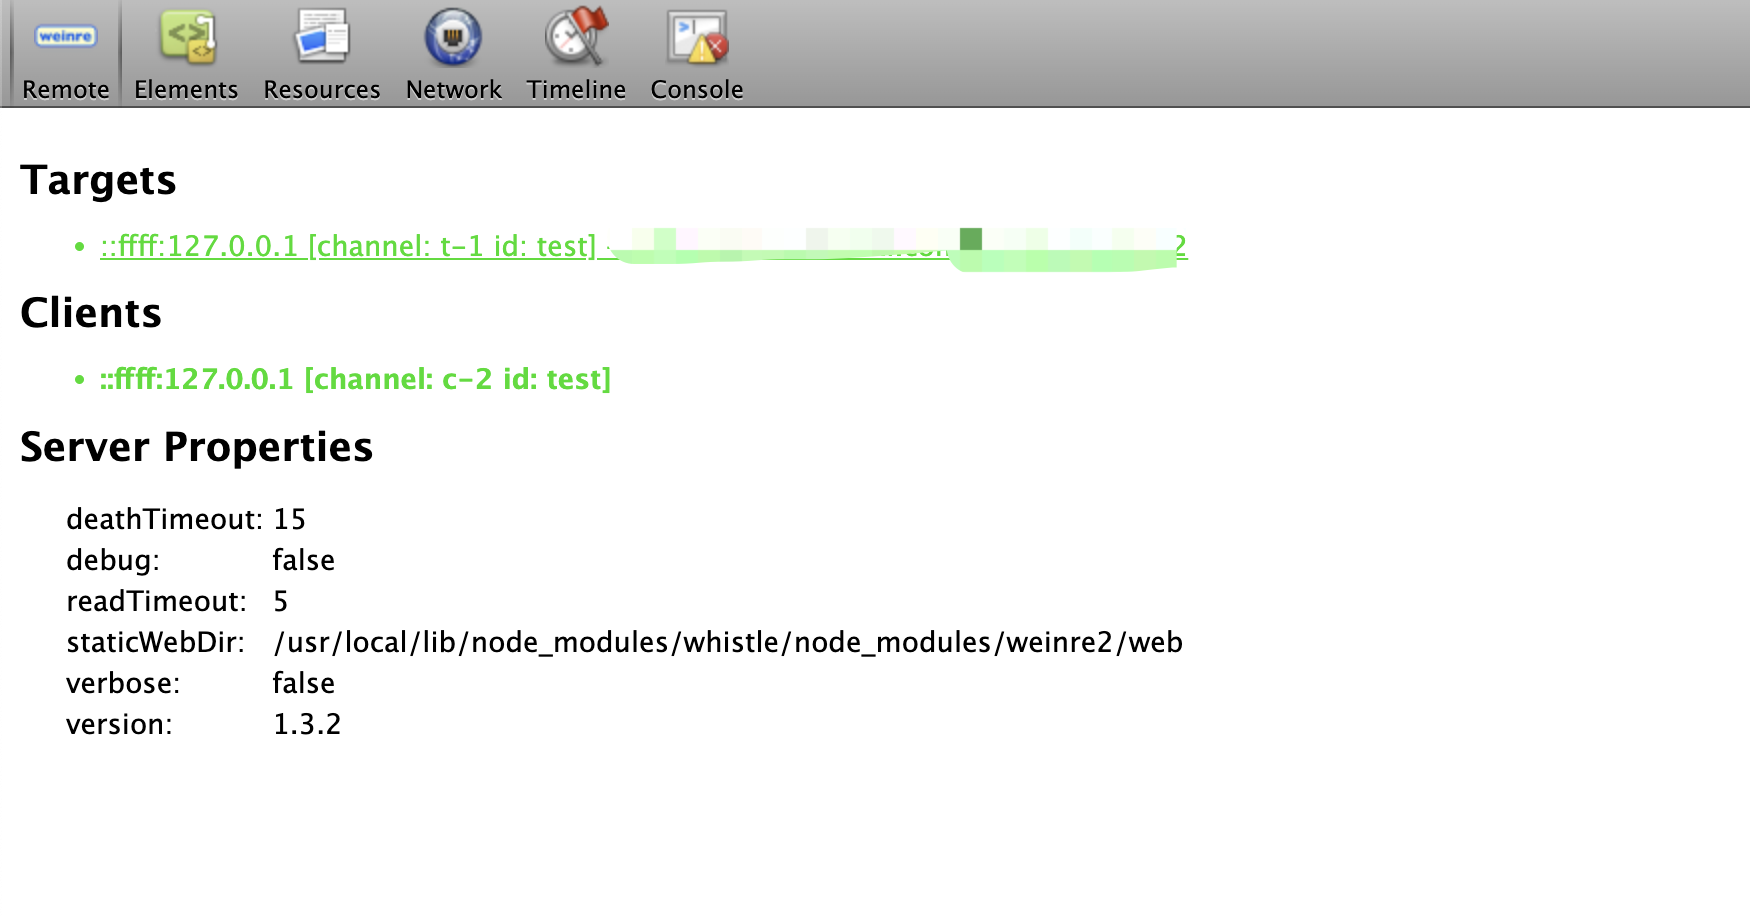 weinre
Remote Elements Resources Network Timeline Console
Targets
• ::ffff:127.0.0.1 [channel: t-1 id: test] - 2
Clients
• ::ffff:127.0.0.1 [channel: c-2 id: test]
Server Properties
deathTimeout: 15
debug: false
readTimeout: 5
staticWebDir: /usr/local/lib/node_modules/whistle/node_modules/weinre2/web
verbose: false
version: 1.3.2